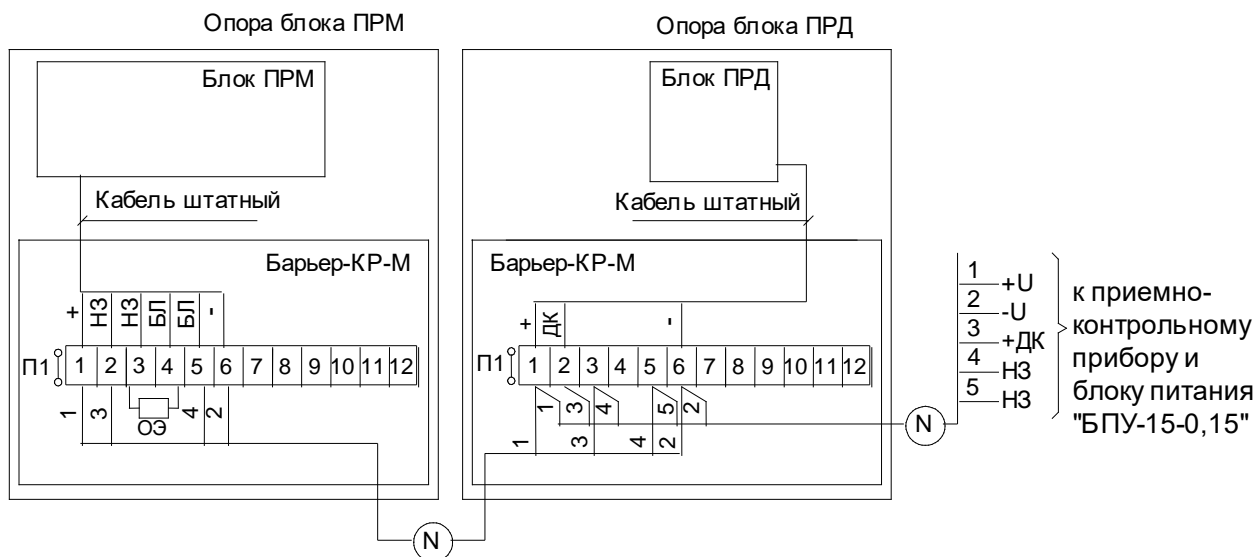 Опора блока ПРМ
Блок ПРМ
Кабель штатный
Барьер-КР-М
+ НЗ НЗ БЛ БЛ -
П1 1 2 3 4 5 6 7 8 9 10 11 12
1 3 ОЭ 4 2
Опора блока ПРД
Блок ПРД
Кабель штатный
Барьер-КР-М
+ ДК -
П1 1 2 3 4 5 6 7 8 9 10 11 12
1 3 4 5 2
1 3 4 2
N
N
1 +U
2 -U
3 +ДК
4 НЗ
5 НЗ
к приемно-
контрольному
прибору и
блоку питания
"БПУ-15-0,15"